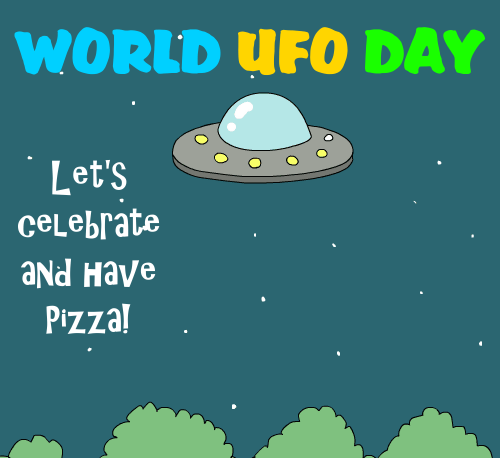 WORLD UFO DAY
Let's
celebrate
and have
pizza!